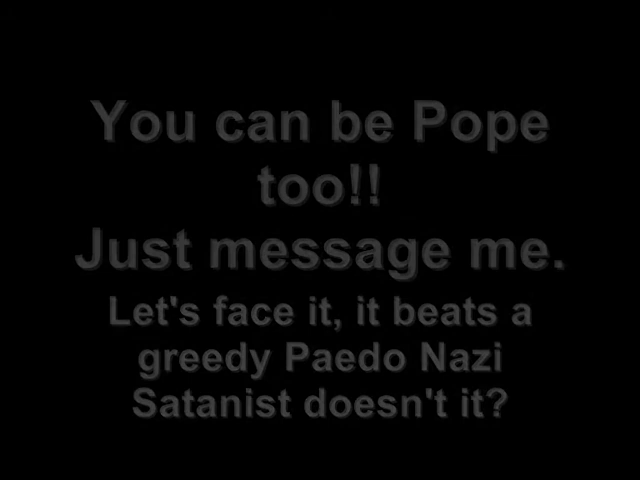 You can be Pope
too!!
Just message me.
Let's face it, it beats a
greedy Paedo Nazi
Satanist doesn't it?